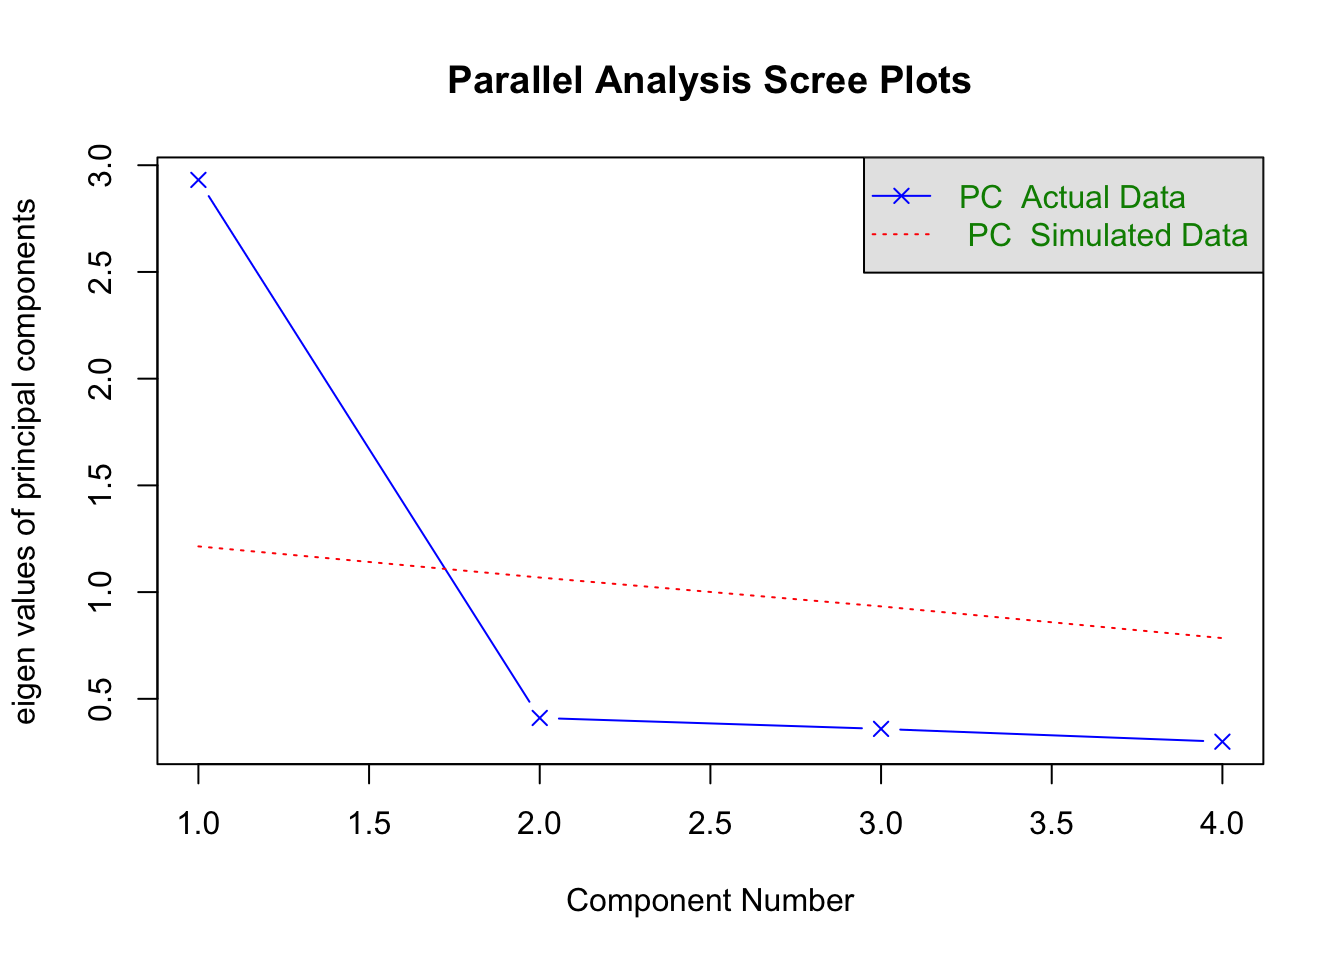 Parallel Analysis Scree Plots
PC  Actual Data
PC  Simulated Data
eigen values of principal components
3.0
2.5
2.0
1.5
1.0
0.5
1.0 1.5 2.0 2.5 3.0 3.5 4.0
Component Number